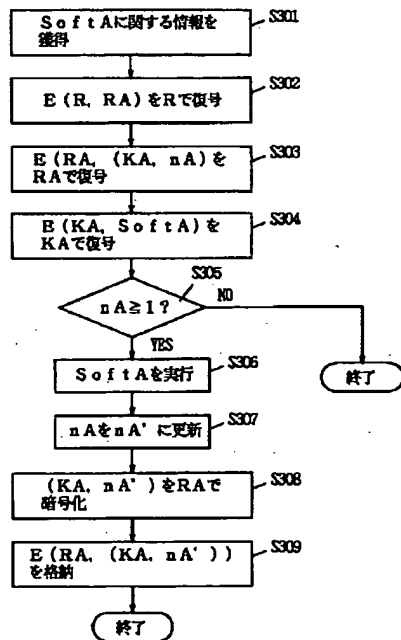 SoftAに関する情報を
獲得
S301
E(R, RA)をRで復号
S302
E(RA, (KA, nA)を
RAで復号
S303
E(KA, SoftA)を
KAで復号
S304
nA≧1?
S305
NO
YES
SoftAを実行
S306
終了
nAをnA'に更新
S307
(KA, nA')をRAで
暗号化
S308
E(RA, (KA, nA'))
を格納
S309
終了